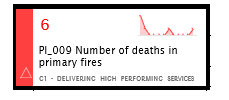 6
PI_009 Number of deaths in
primary fires
C1 - DELIVERING HIGH PERFORMING SERVICES